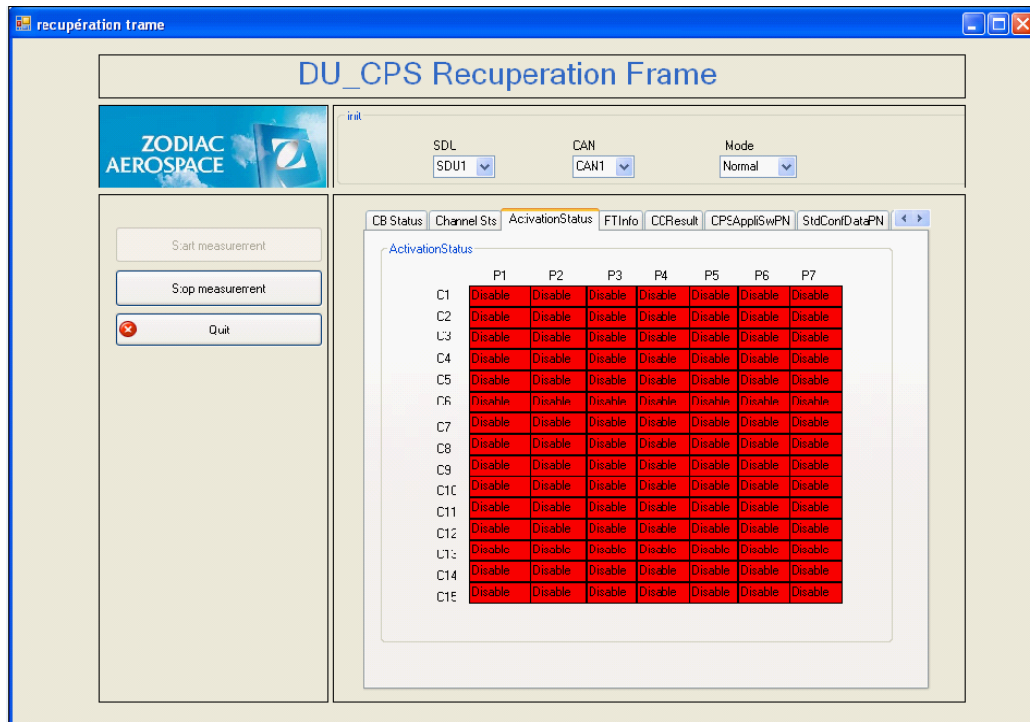 recupération trame
DU_CPS Recuperation Frame
ZODIAC
AEROSPACE
init
SDL CAN Mode
SDU1 CAN1 Normal
Start measurement
Stop measurement
Quit
CB Status Channel Sts ActivationStatus FTInfo CCResult CPSAppliSwPN StdConfDataPN
ActivationStatus
P1 P2 P3 P4 P5 P6 P7
C1 Disable Disable Disable Disable Disable Disable Disable
C2 Disable Disable Disable Disable Disable Disable Disable
C3 Disable Disable Disable Disable Disable Disable Disable
C4 Disable Disable Disable Disable Disable Disable Disable
C5 Disable Disable Disable Disable Disable Disable Disable
C6 Disable Disable Disable Disable Disable Disable Disable
C7 Disable Disable Disable Disable Disable Disable Disable
C8 Disable Disable Disable Disable Disable Disable Disable
C9 Disable Disable Disable Disable Disable Disable Disable
C10 Disable Disable Disable Disable Disable Disable Disable
C11 Disable Disable Disable Disable Disable Disable Disable
C12 Disable Disable Disable Disable Disable Disable Disable
C13 Disable Disable Disable Disable Disable Disable Disable
C14 Disable Disable Disable Disable Disable Disable Disable
C15 Disable Disable Disable Disable Disable Disable Disable